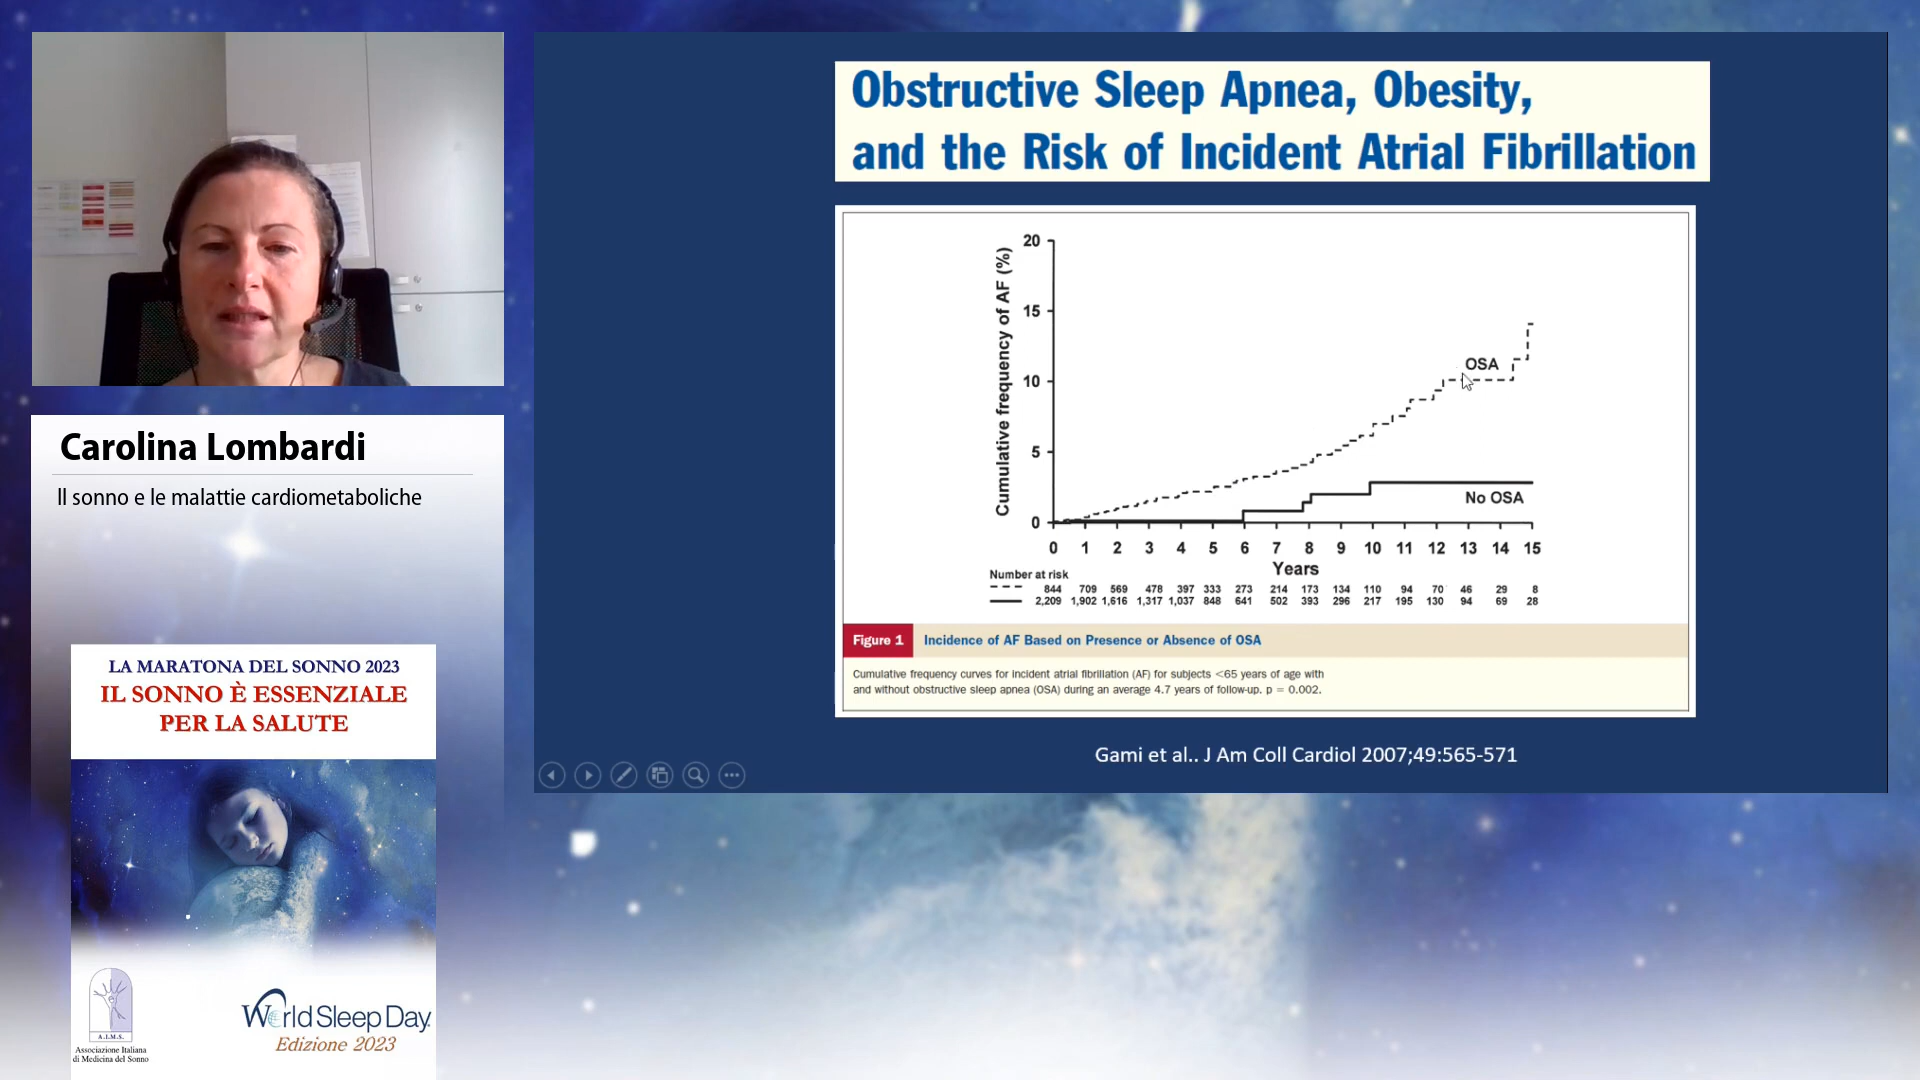 Carolina Lombardi
Il sonno e le malattie cardiometaboliche
LA MARATONA DEL SONNO 2023
IL SONNO È ESSENZIALE
PER LA SALUTE
A.I.M.S.
Associazione Italiana
di Medicina del Sonno
World Sleep Day.
Edizione 2023
Obstructive Sleep Apnea, Obesity,
and the Risk of Incident Atrial Fibrillation
Cumulative frequency of AF (%)
20
15
10
5
0
OSA
No OSA
0 1 2 3 4 5 6 7 8 9 10 11 12 13 14 15
Years
Number at risk
844 709 569 478 397 333 273 214 173 134 110 94 70 46 29 8
2,209 1,902 1,616 1,317 1,037 848 641 502 393 296 217 195 130 94 69 28
Figure 1 Incidence of AF Based on Presence or Absence of OSA
Cumulative frequency curves for incident atrial fibrillation (AF) for subjects <65 years of age with
and without obstructive sleep apnea (OSA) during an average 4.7 years of follow-up. p = 0.002.
Gami et al.. J Am Coll Cardiol 2007;49:565-571